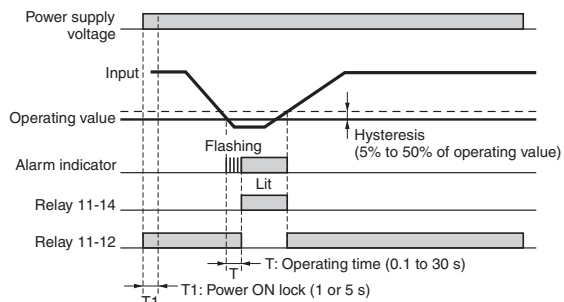 Power supply
voltage
Input
Operating value
Hysteresis
(5% to 50% of operating value)
Flashing
Alarm indicator
Lit
Relay 11-14
Relay 11-12
T
T: Operating time (0.1 to 30 s)
T1: Power ON lock (1 or 5 s)
T1